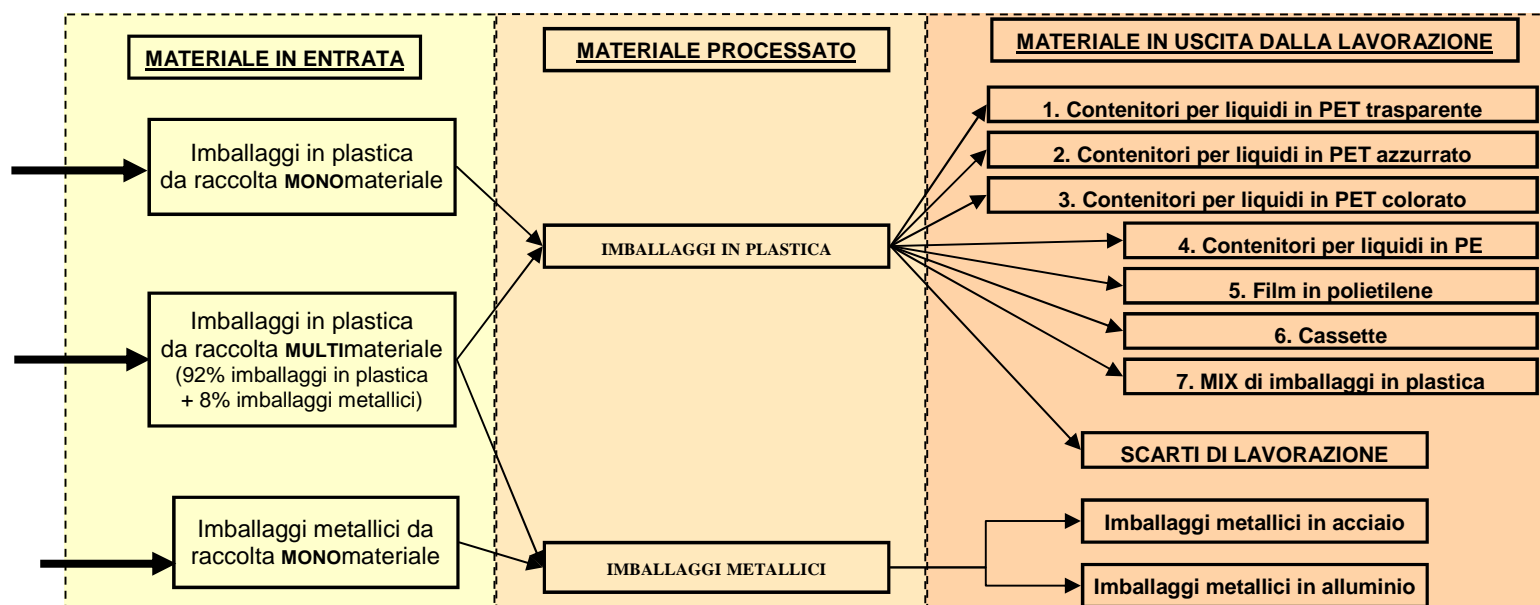 MATERIALE IN ENTRATA
Imballaggi in plastica
da raccolta MONOmateriale
Imballaggi in plastica
da raccolta MULTImateriale
(92% imballaggi in plastica
+ 8% imballaggi metallici)
Imballaggi metallici da
raccolta MONOmateriale
MATERIALE PROCESSATO
IMBALLAGGI IN PLASTICA
IMBALLAGGI METALLICI
MATERIALE IN USCITA DALLA LAVORAZIONE
1. Contenitori per liquidi in PET trasparente
2. Contenitori per liquidi in PET azzurrato
3. Contenitori per liquidi in PET colorato
4. Contenitori per liquidi in PE
5. Film in polietilene
6. Cassette
7. MIX di imballaggi in plastica
SCARTI DI LAVORAZIONE
Imballaggi metallici in acciaio
Imballaggi metallici in alluminio